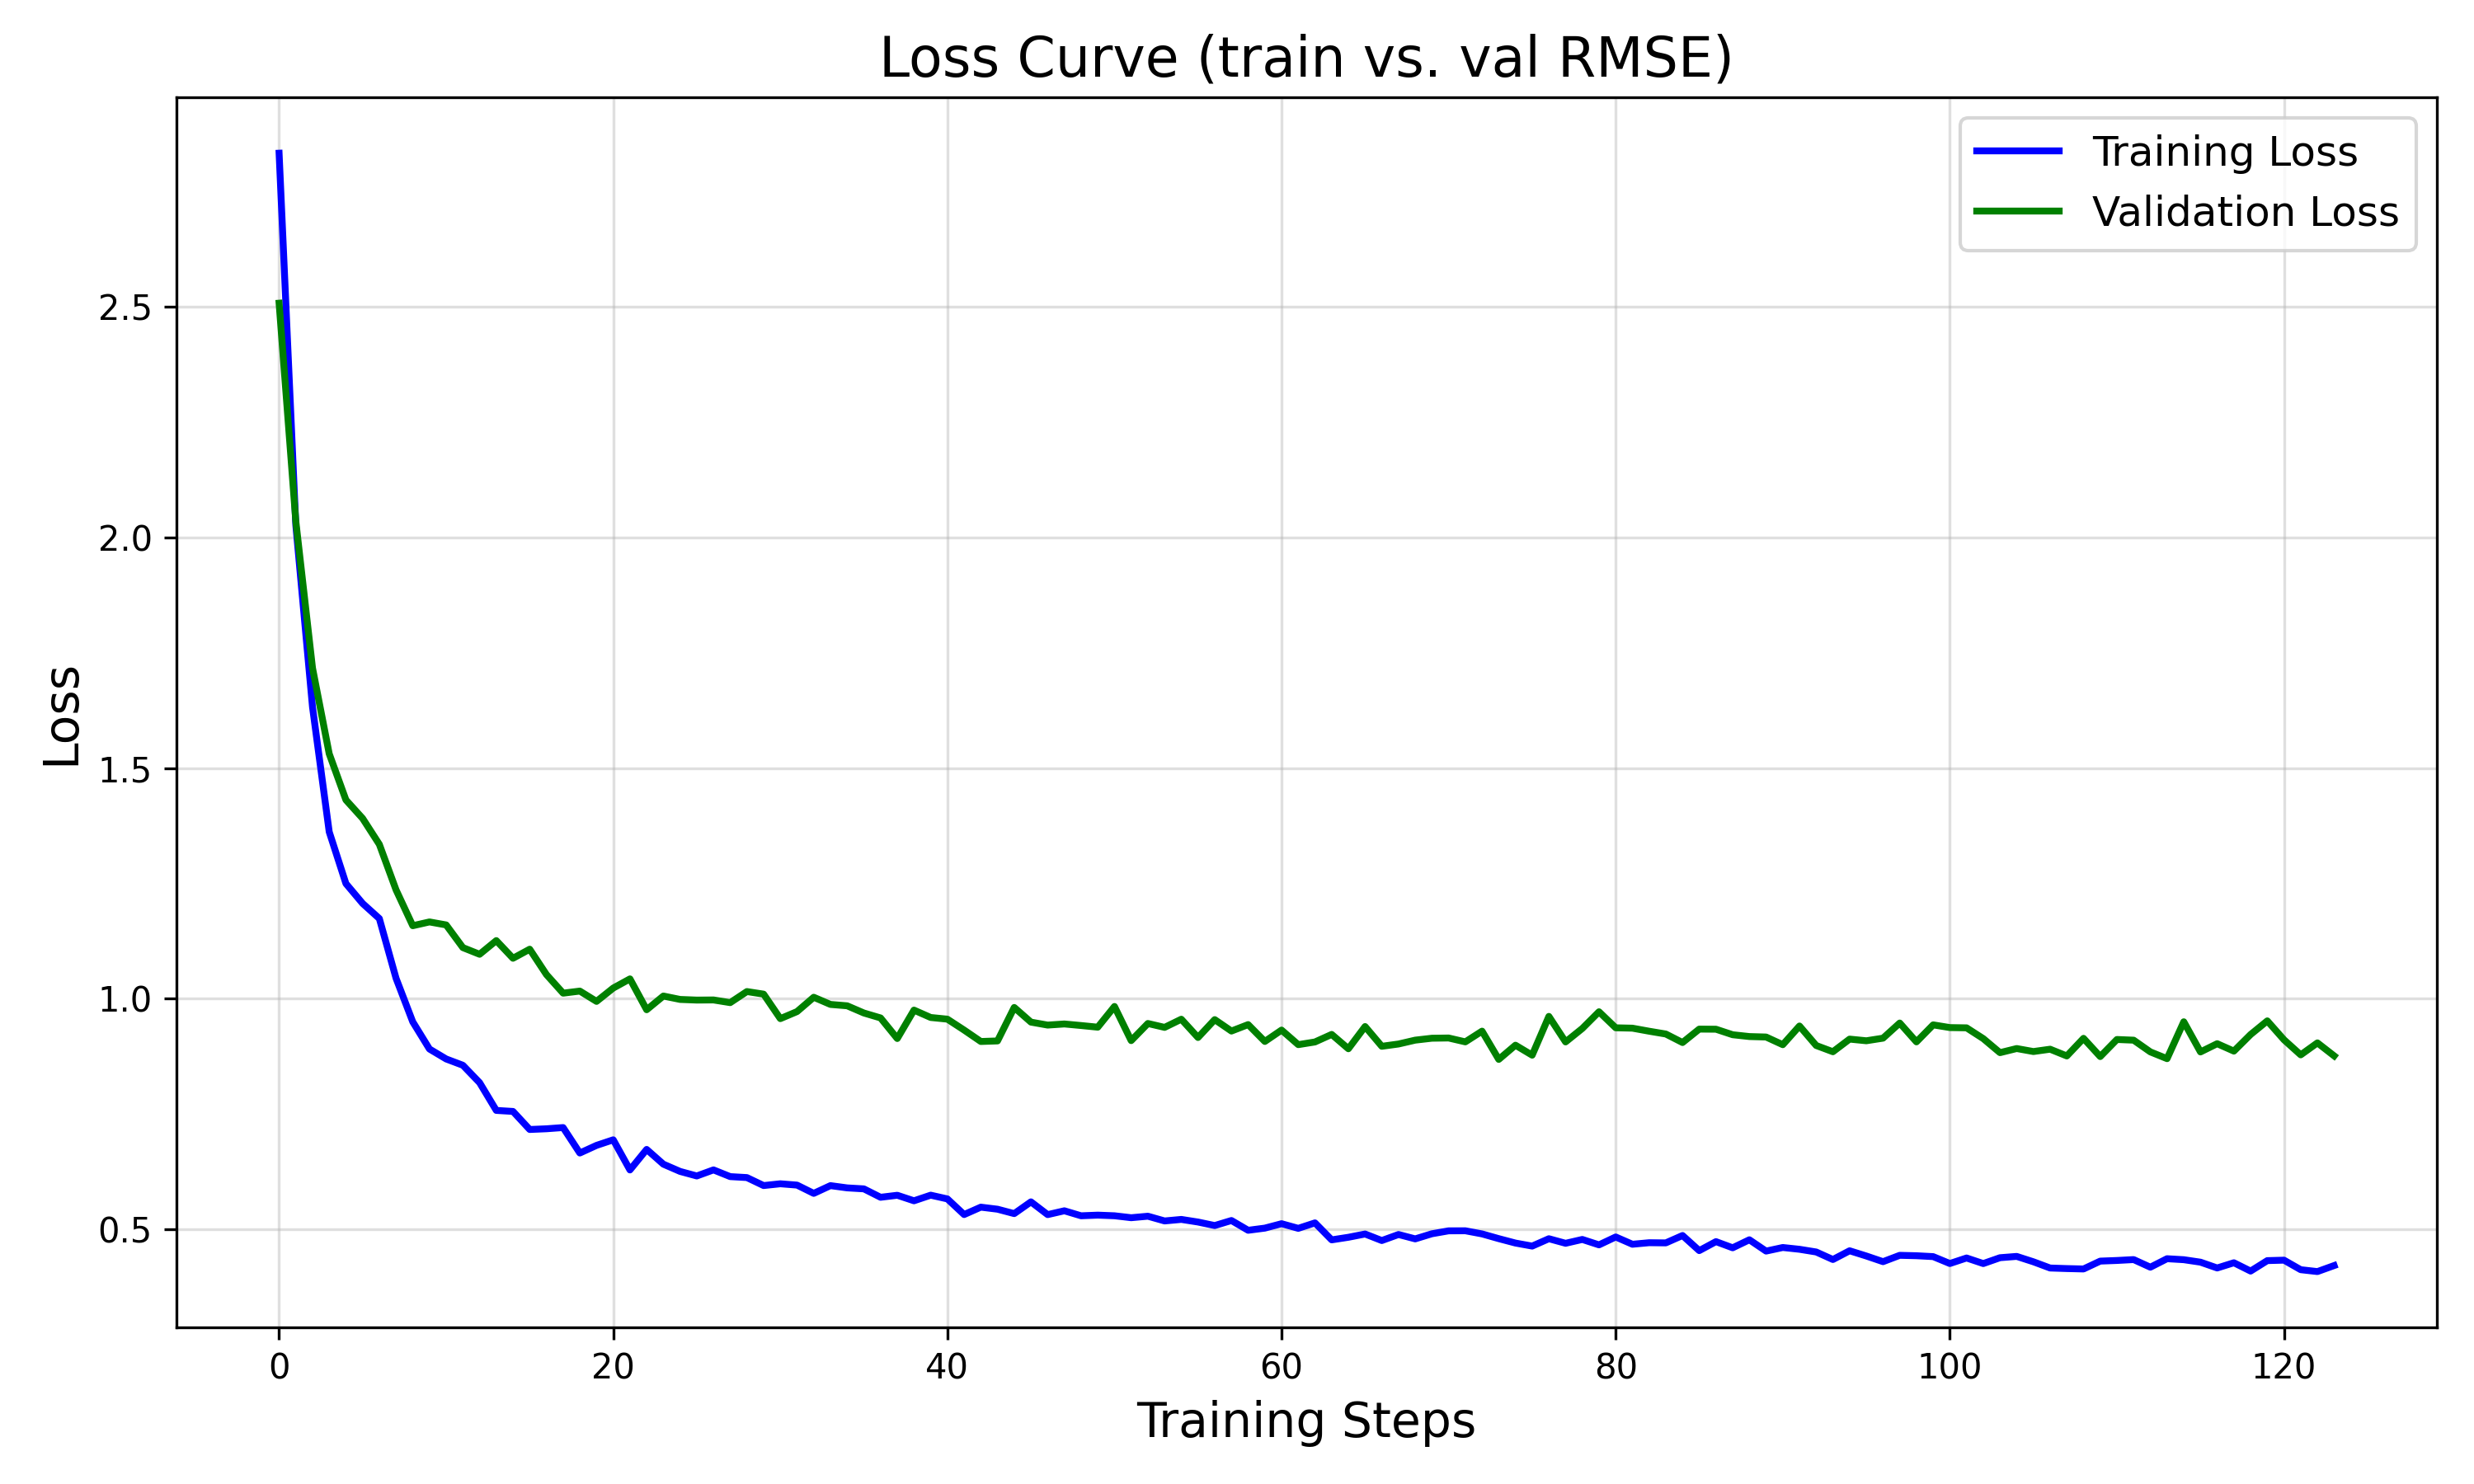 Loss Curve (train vs. val RMSE)
Training Loss
Validation Loss
2.5
2.0
1.5
1.0
0.5
Loss
0 20 40 60 80 100 120
Training Steps